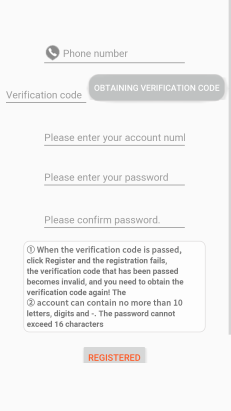 Phone number
Verification code
OBTAINING VERIFICATION CODE
Please enter your account numl
Please enter your password
Please confirm password.
① When the verification code is passed,
click Register and the registration fails,
the verification code that has been passed
becomes invalid, and you need to obtain the
verification code again! The
② account can contain no more than 10
letters, digits and -. The password cannot
exceed 16 characters
REGISTERED